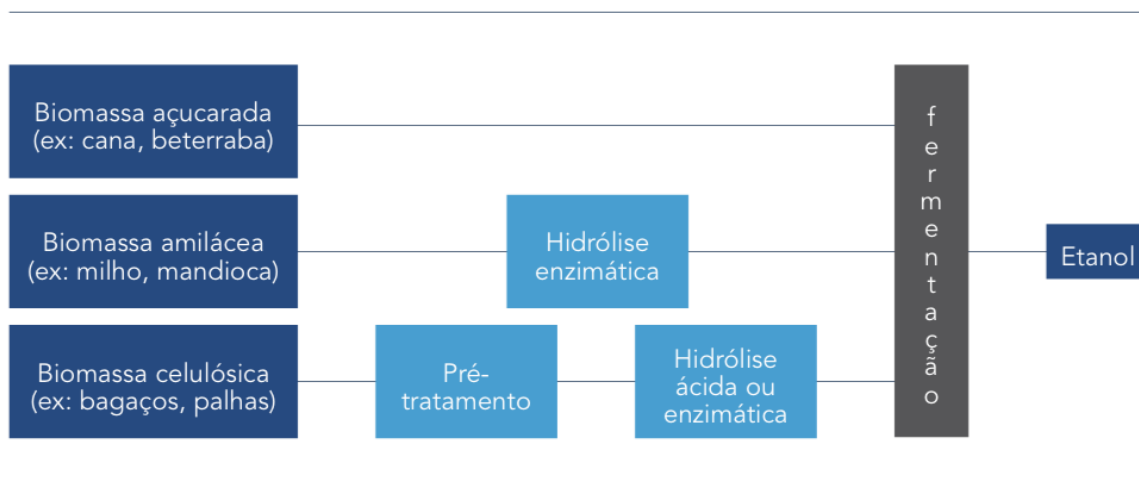 Biomassa açucarada
(ex: cana, beterraba)
Biomassa amilácea
(ex: milho, mandioca)
Hidrólise
enzimática
Biomassa celulósica
(ex: bagaços, palhas)
Pré-
tratamento
Hidrólise
ácida ou
enzimática
fermentação
Etanol